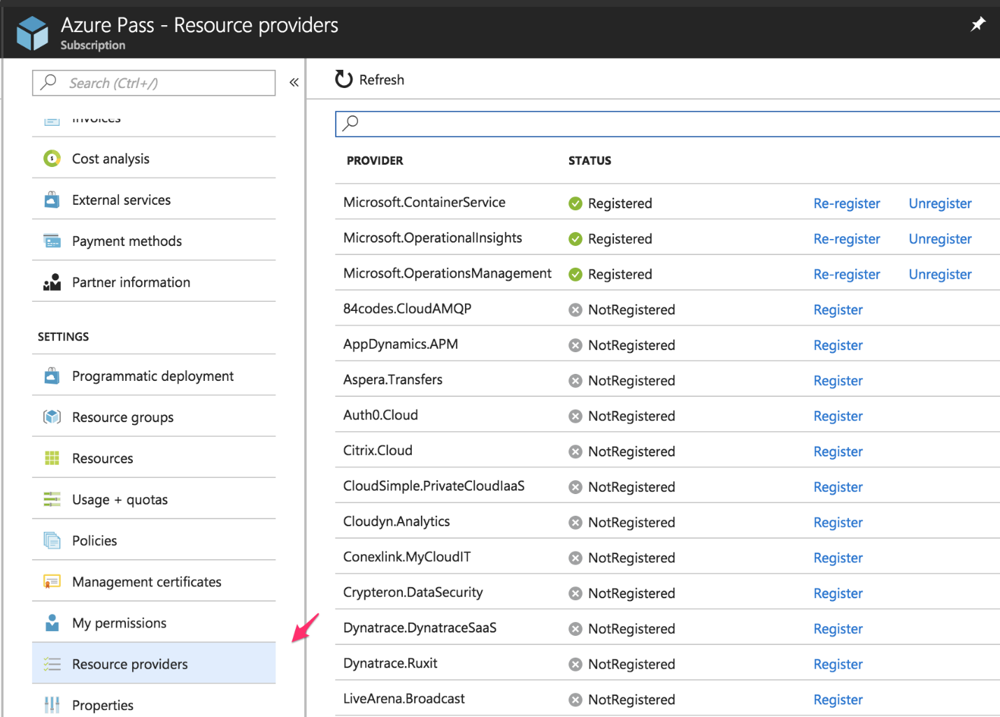 Azure Pass - Resource providers
Subscription
Search (Ctrl+/)
«
Invoices
Cost analysis
External services
Payment methods
Partner information
SETTINGS
Programmatic deployment
Resource groups
Resources
Usage + quotas
Policies
Management certificates
My permissions
Resource providers
Properties
Refresh
PROVIDER STATUS
Microsoft.ContainerService Registered Re-register Unregister
Microsoft.OperationalInsights Registered Re-register Unregister
Microsoft.OperationsManagement Registered Re-register Unregister
84codes.CloudAMQP NotRegistered Register
AppDynamics.APM NotRegistered Register
Aspera.Transfers NotRegistered Register
Auth0.Cloud NotRegistered Register
Citrix.Cloud NotRegistered Register
CloudSimple.PrivateCloudIaaS NotRegistered Register
Cloudyn.Analytics NotRegistered Register
Conexlink.MyCloudIT NotRegistered Register
Crypteron.DataSecurity NotRegistered Register
Dynatrace.DynatraceSaaS NotRegistered Register
Dynatrace.Ruxit NotRegistered Register
LiveArena.Broadcast NotRegistered Register